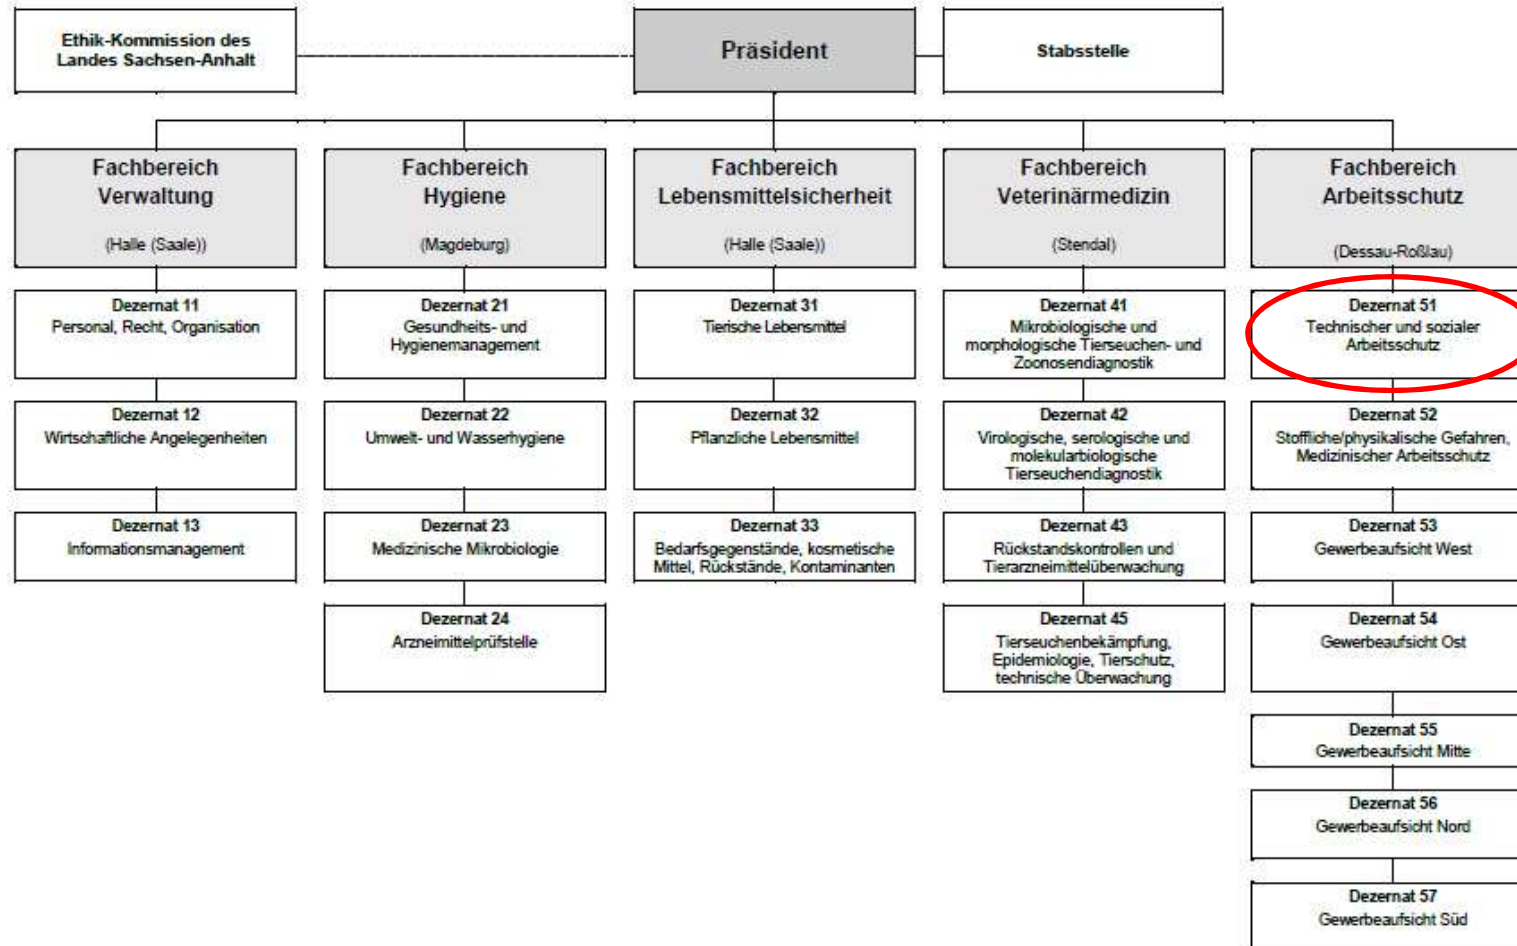 Ethik-Kommission des
Landes Sachsen-Anhalt
Präsident
Stabsstelle
Fachbereich
Verwaltung
(Halle (Saale))
Dezernat 11
Personal, Recht, Organisation
Dezernat 12
Wirtschaftliche Angelegenheiten
Dezernat 13
Informationsmanagement
Fachbereich
Hygiene
(Magdeburg)
Dezernat 21
Gesundheits- und
Hygienemanagement
Dezernat 22
Umwelt- und Wasserhygiene
Dezernat 23
Medizinische Mikrobiologie
Dezernat 24
Arzneimittelprüfstelle
Fachbereich
Lebensmittelsicherheit
(Halle (Saale))
Dezernat 31
Tierische Lebensmittel
Dezernat 32
Pflanzliche Lebensmittel
Dezernat 33
Bedarfsgegenstände, kosmetische
Mittel, Rückstände, Kontaminanten
Fachbereich
Veterinärmedizin
(Stendal)
Dezernat 41
Mikrobiologische und
morphologische Tierseuchen- und
Zoonosendiagnostik
Dezernat 42
Virologische, serologische und
molekularbiologische
Tierseuchendiagnostik
Dezernat 43
Rückstandskontrollen und
Tierarzneimittelüberwachung
Dezernat 45
Tierseuchenbekämpfung,
Epidemiologie, Tierschutz,
technische Überwachung
Fachbereich
Arbeitsschutz
(Dessau-Roßlau)
Dezernat 51
Technischer und sozialer
Arbeitsschutz
Dezernat 52
Stoffliche/physikalische Gefahren,
Medizinischer Arbeitsschutz
Dezernat 53
Gewerbeaufsicht West
Dezernat 54
Gewerbeaufsicht Ost
Dezernat 55
Gewerbeaufsicht Mitte
Dezernat 56
Gewerbeaufsicht Nord
Dezernat 57
Gewerbeaufsicht Süd